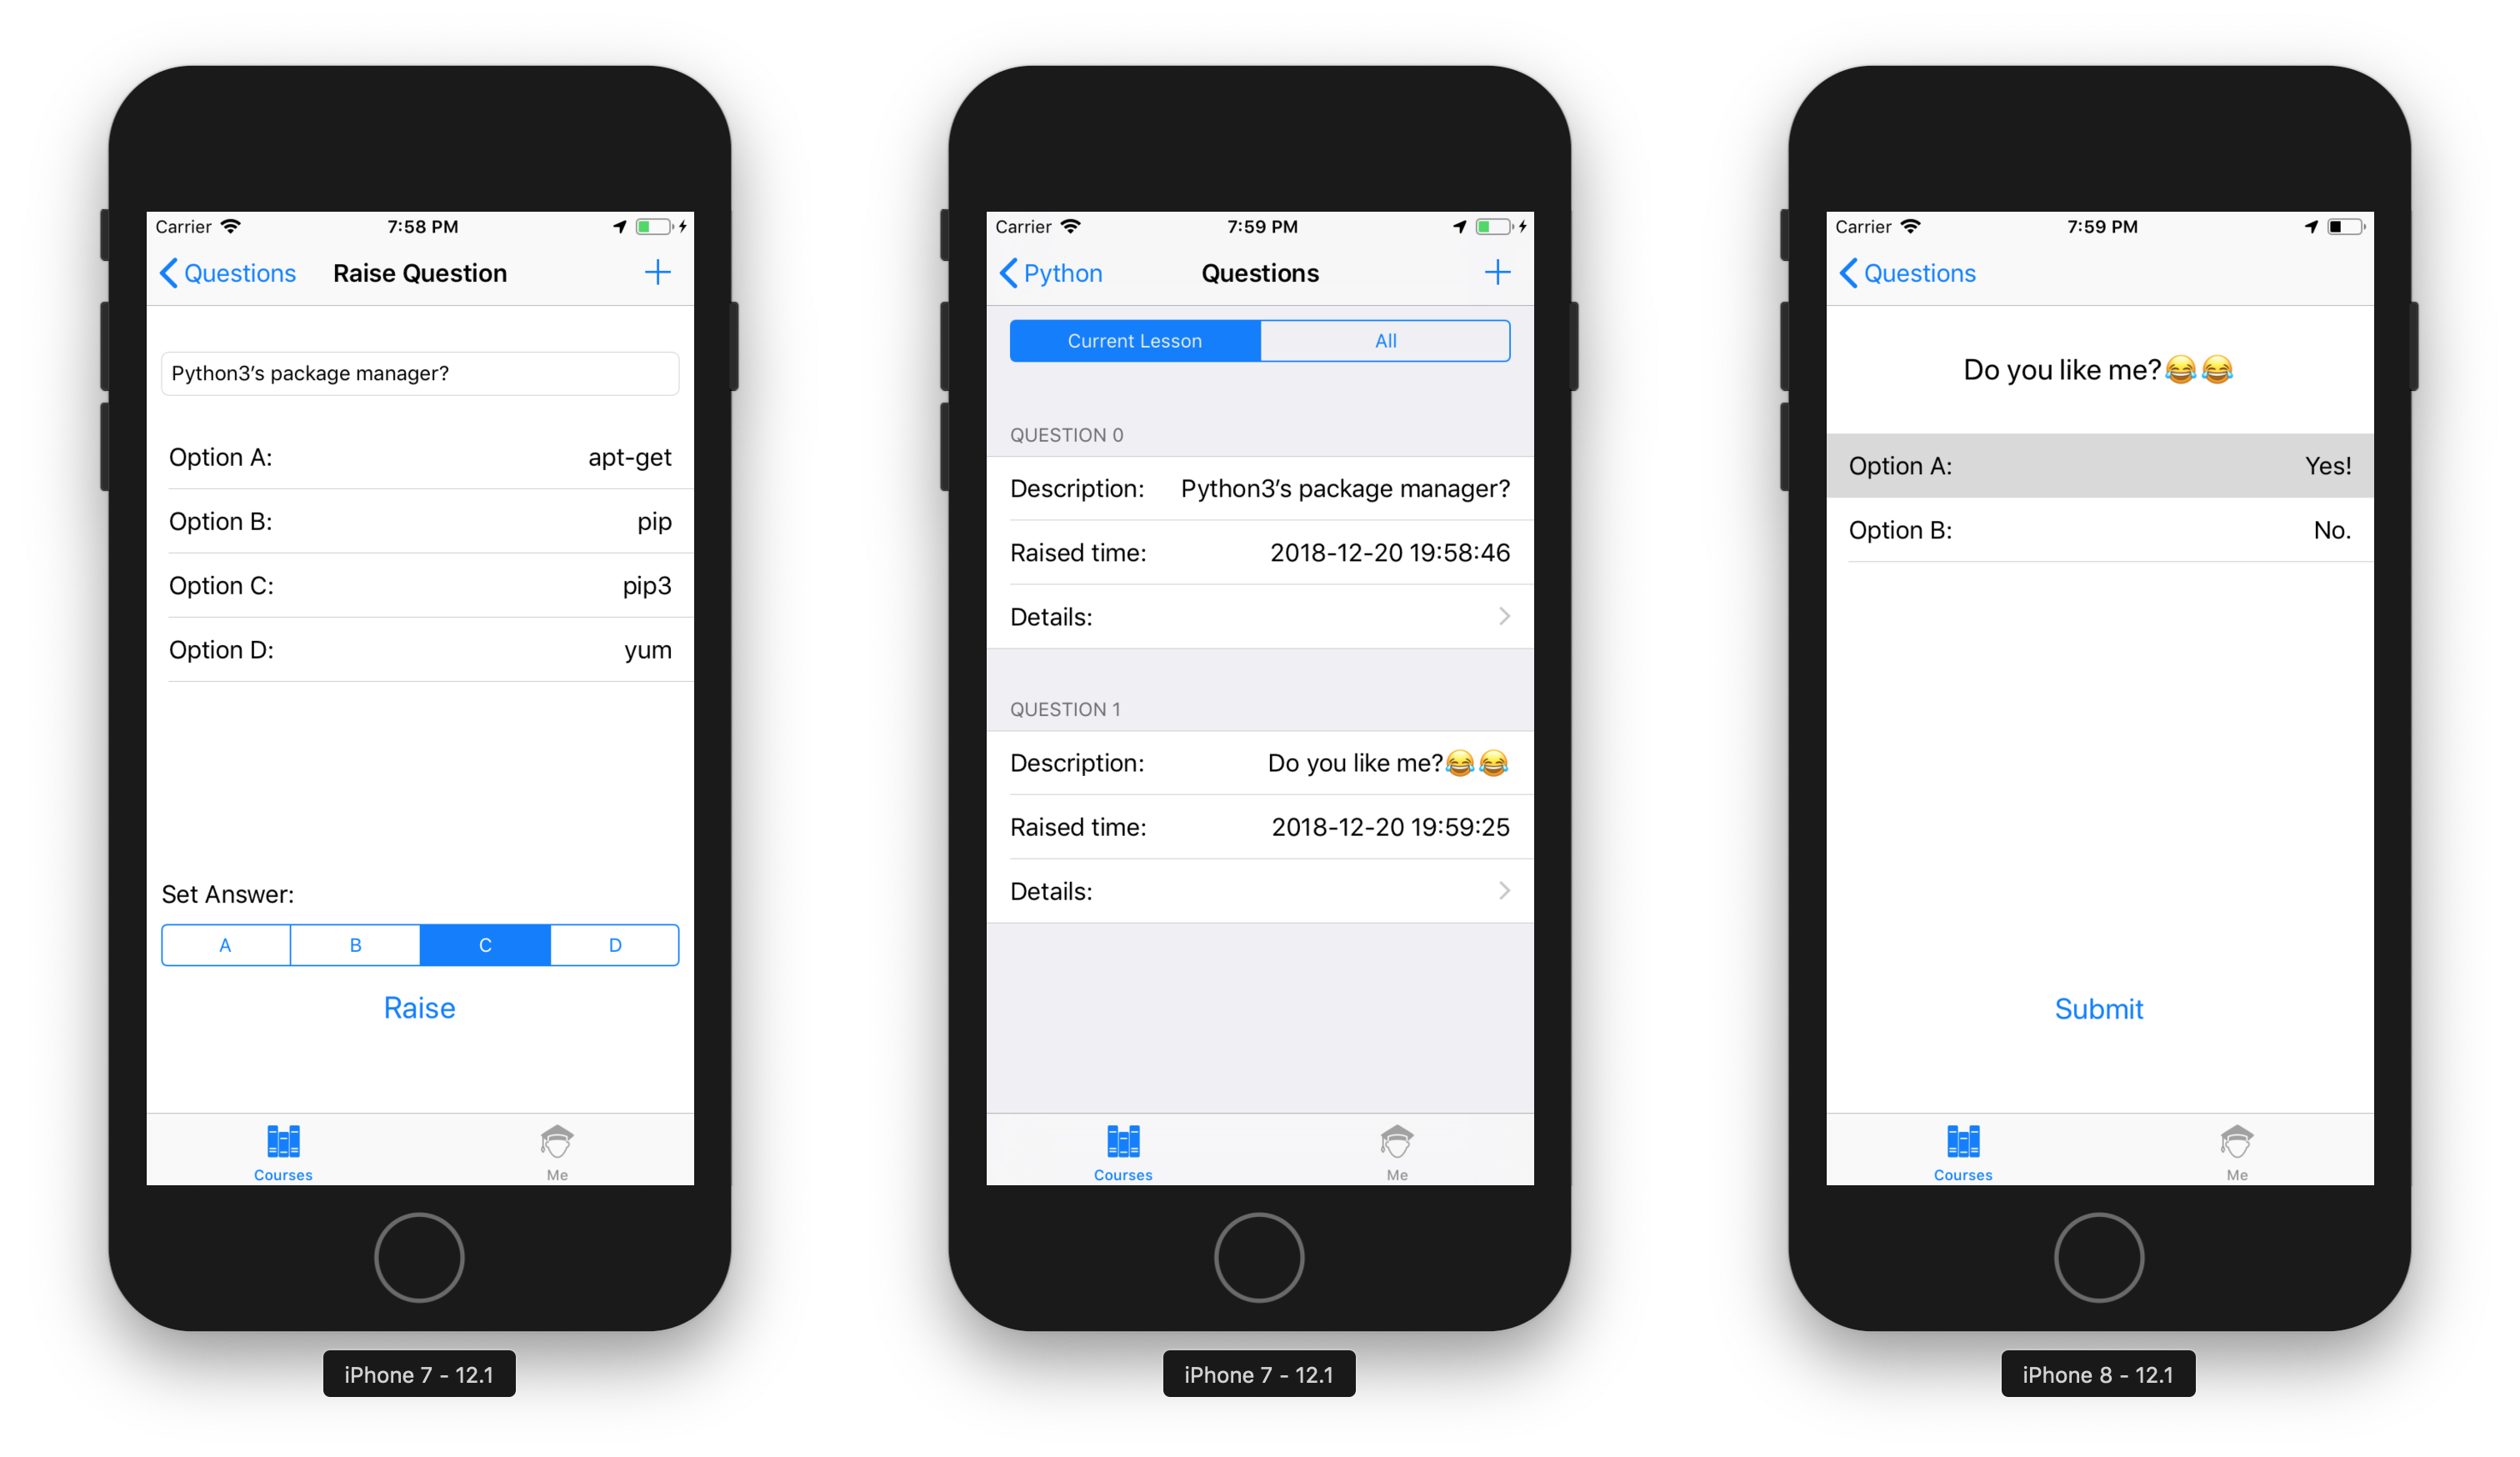 Carrier 7:58 PM
Questions Raise Question
Python3’s package manager?
Option A: apt-get
Option B: pip
Option C: pip3
Option D: yum
Set Answer:
A B C D
Raise
Courses Me
iPhone 7 - 12.1
Carrier 7:59 PM
Python Questions
Current Lesson All
QUESTION 0
Description: Python3’s package manager?
Raised time: 2018-12-20 19:58:46
Details:
QUESTION 1
Description: Do you like me?😂😂
Raised time: 2018-12-20 19:59:25
Details:
Courses Me
iPhone 7 - 12.1
Carrier 7:59 PM
Questions
Do you like me?😂😂
Option A: Yes!
Option B: No.
Submit
Courses Me
iPhone 8 - 12.1